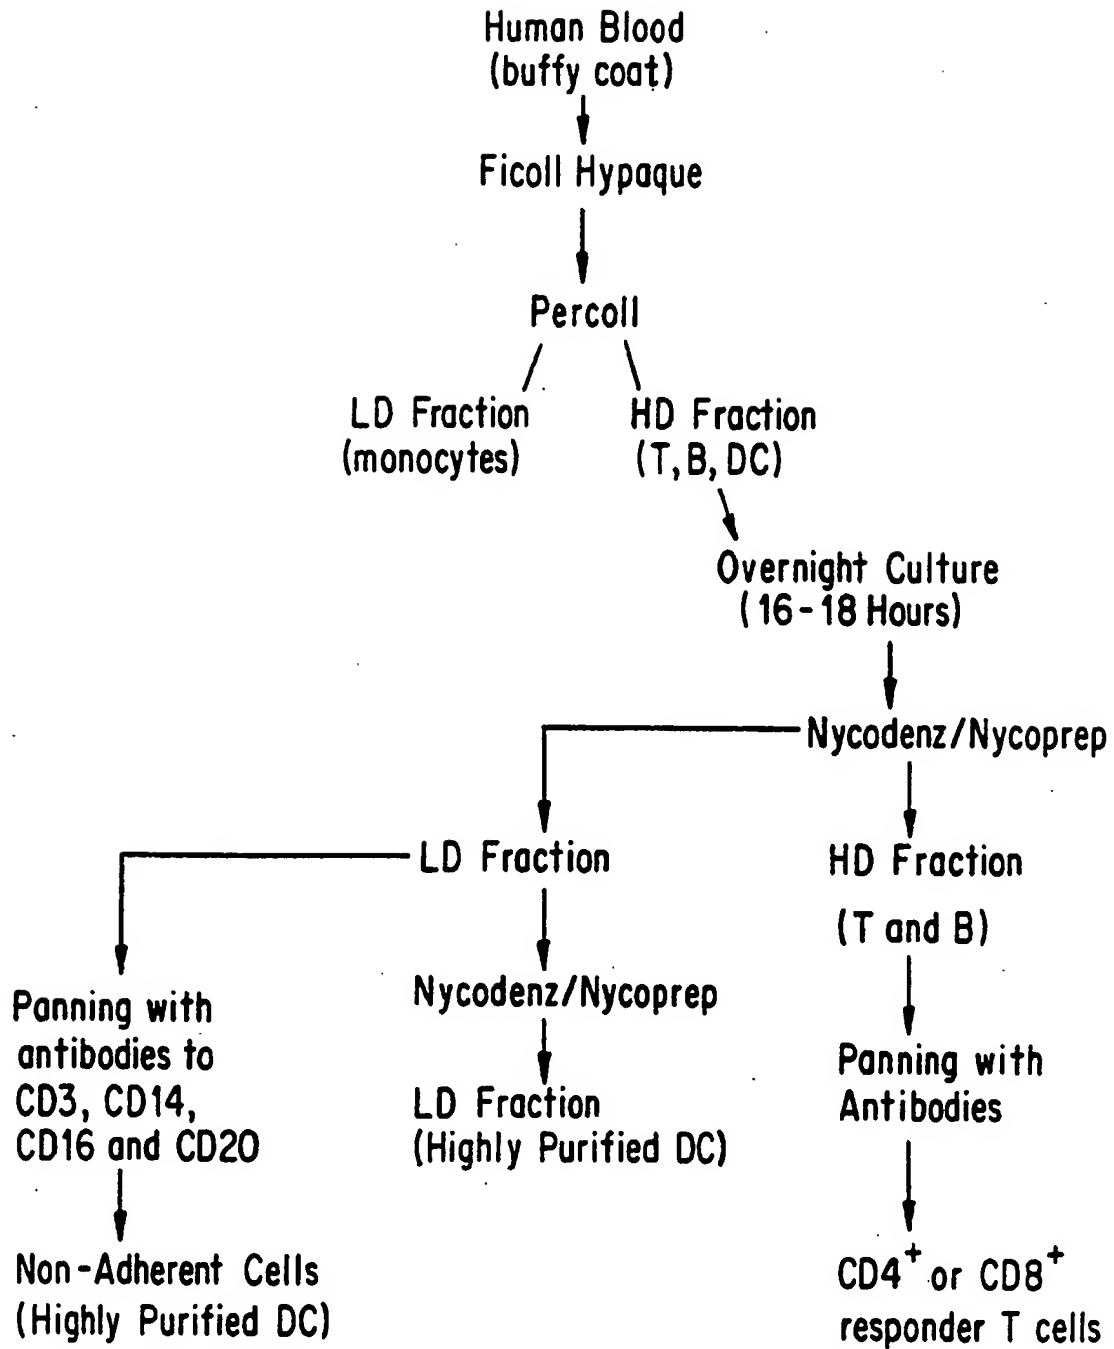 Human Blood
(buffy coat)
Ficoll Hypaque
Percoll
LD Fraction
(monocytes)
HD Fraction
(T, B, DC)
Overnight Culture
(16-18 Hours)
Nycodenz/Nycoprep
LD Fraction
HD Fraction
(T and B)
Panning with
antibodies to
CD3, CD14,
CD16 and CD20
Nycodenz/Nycoprep
LD Fraction
(Highly Purified DC)
Panning with
Antibodies
Non-Adherent Cells
(Highly Purified DC)
CD4+ or CD8+
responder T cells